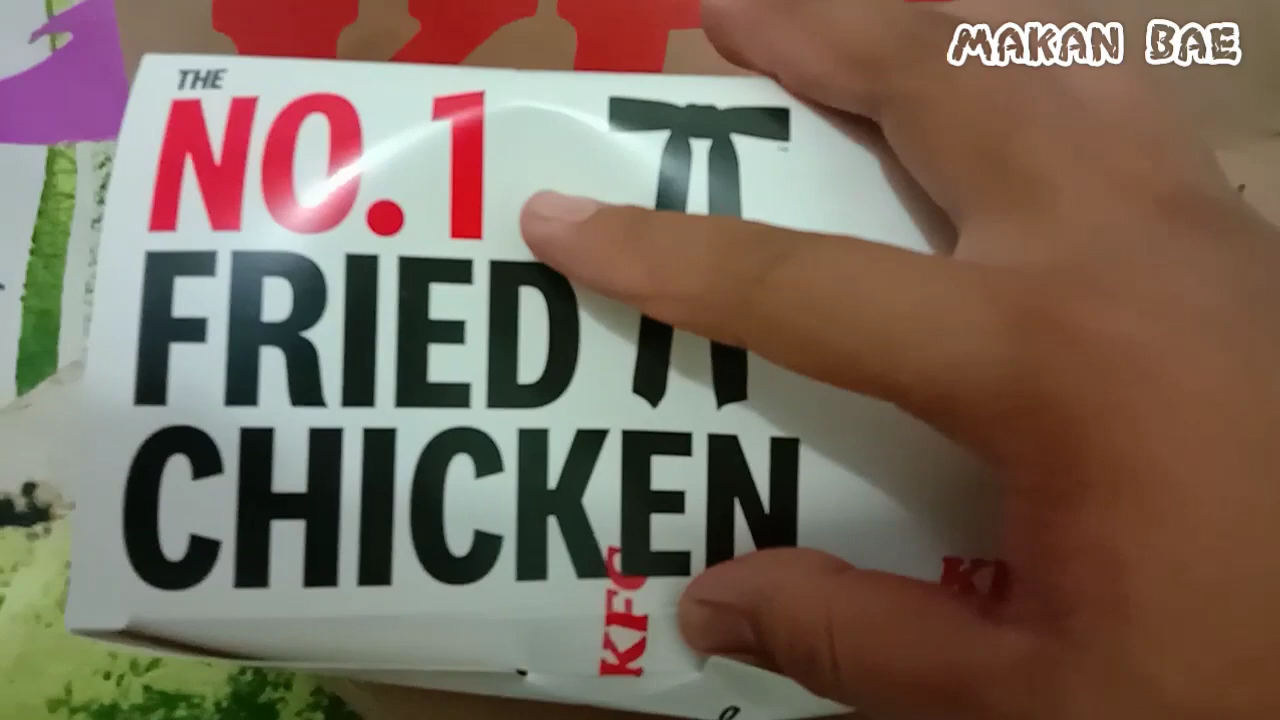 MAKAN BAE
THE
NO.1
FRIED
CHICKEN
KFC